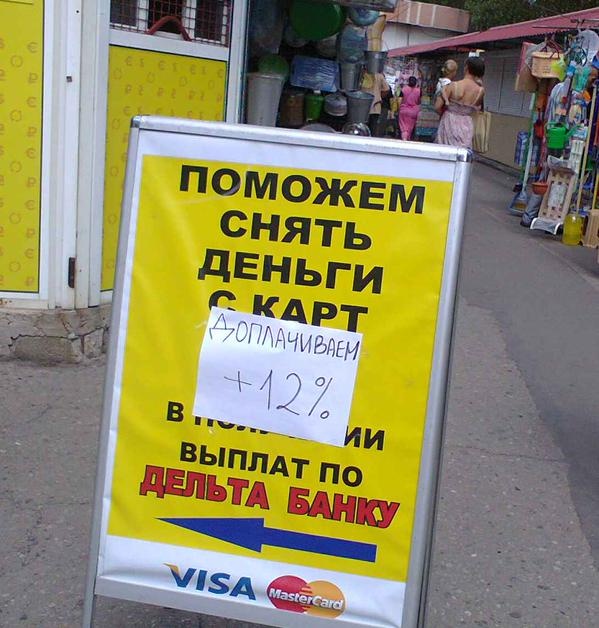 ПОМОЖЕМ
СНЯТЬ
ДЕНЬГИ
С КАРТ
ДОПЛАЧИВАЕМ
+12%
В
ВЫПЛАТ ПО
ДЕЛЬТА БАНКУ
VISA MasterCard